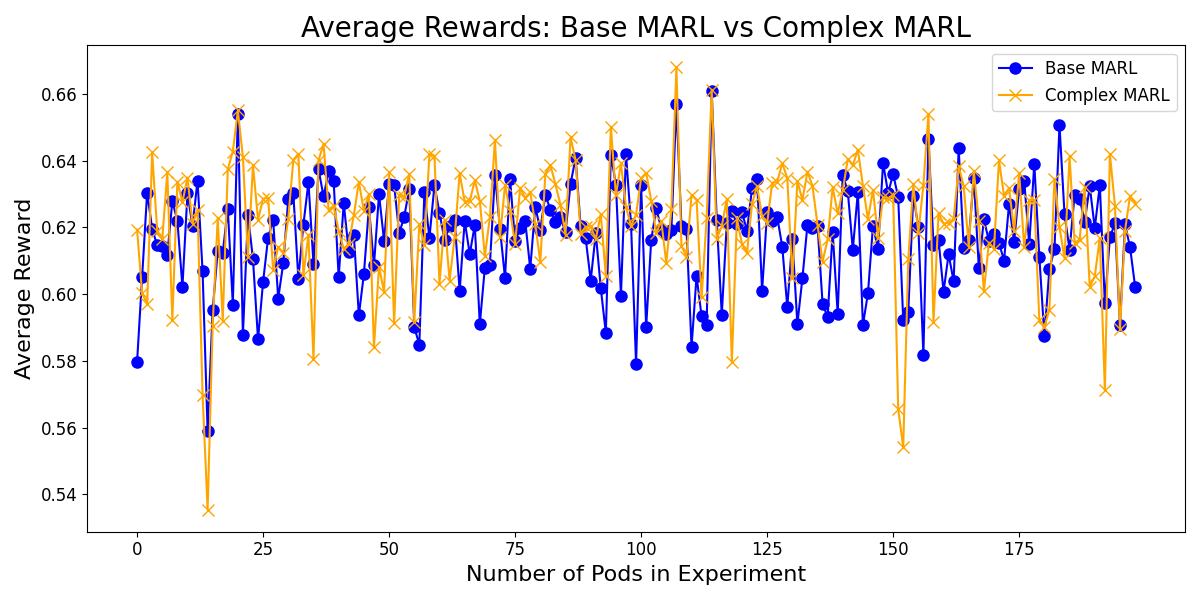 Average Rewards: Base MARL vs Complex MARL
Base MARL
Complex MARL
Average Reward
0.66
0.64
0.62
0.60
0.58
0.56
0.54
0 25 50 75 100 125 150 175
Number of Pods in Experiment